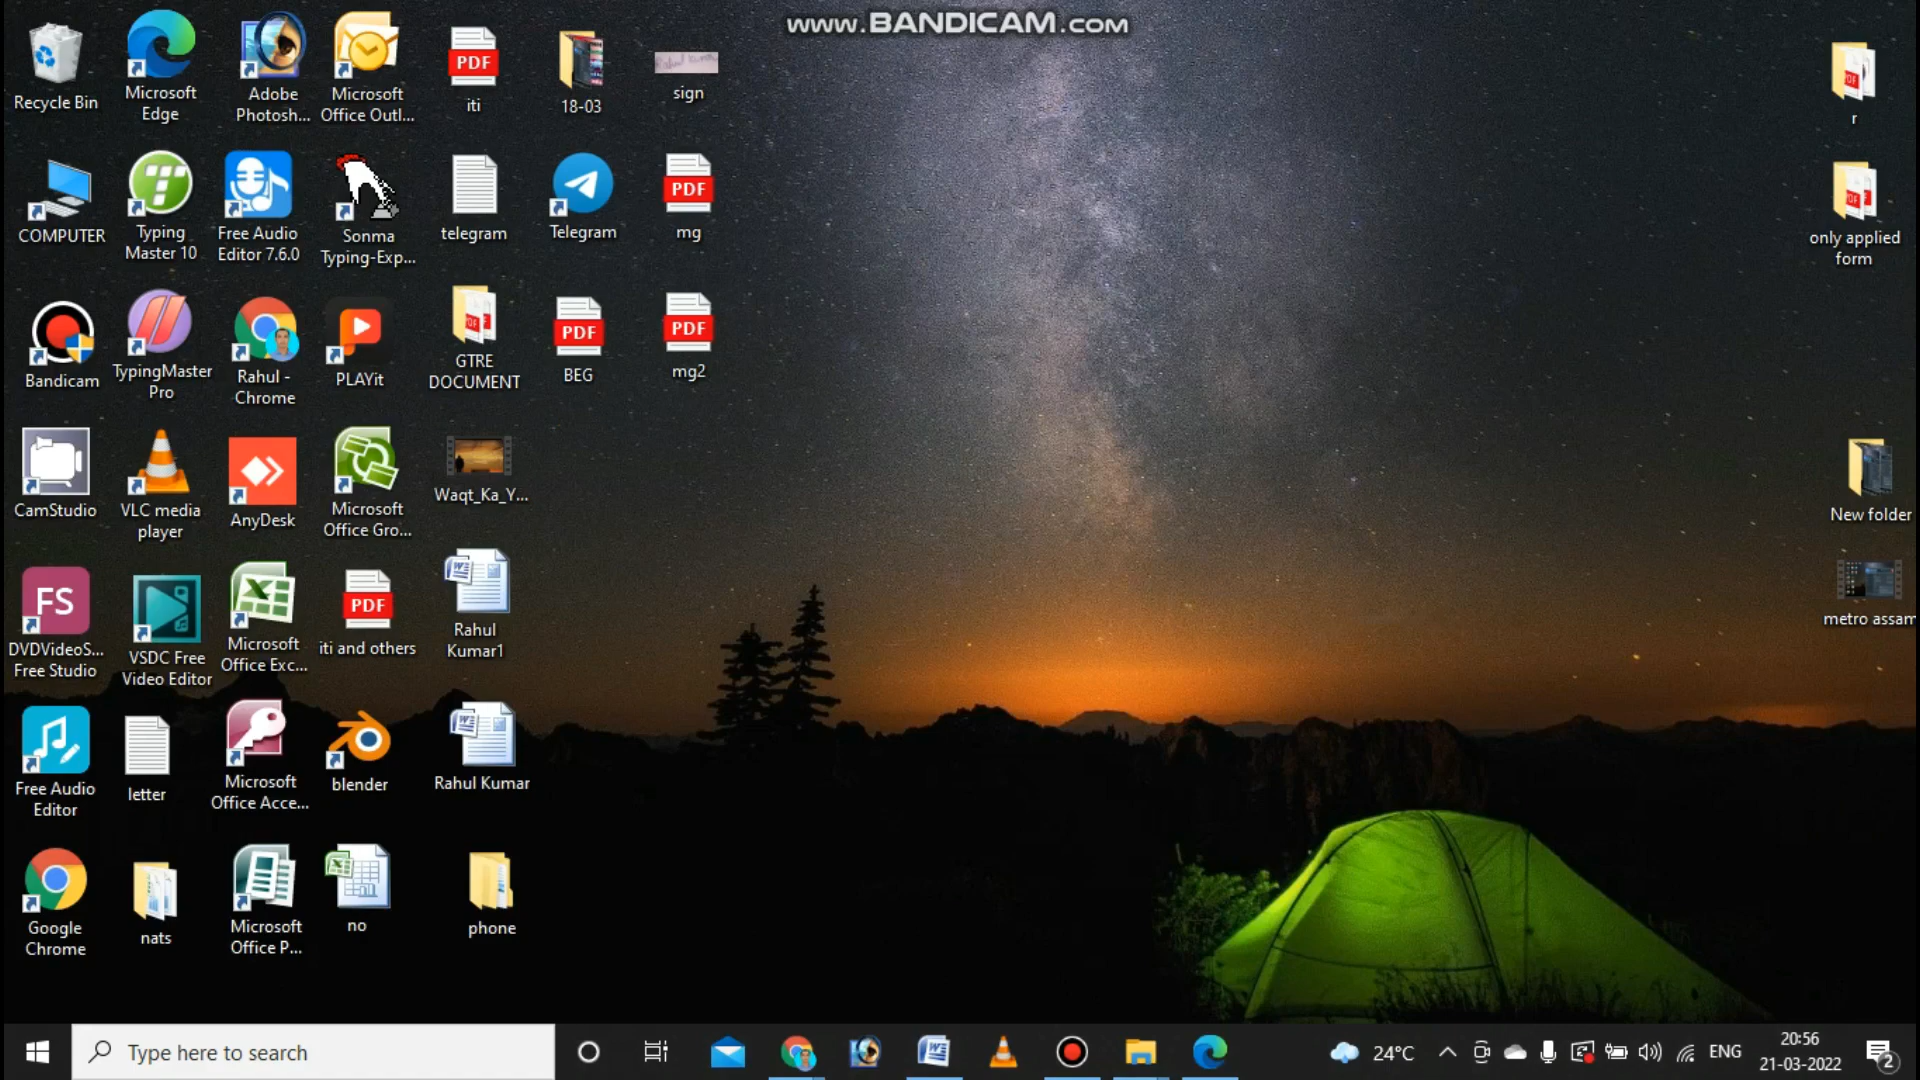 www.BANDICAM.com
Recycle Bin
Microsoft
Edge
Adobe
Photosh...
Microsoft
Office Outl...
PDF
iti
18-03
sign
r
COMPUTER
Typing
Master 10
Free Audio
Editor 7.6.0
Sonma
Typing-Exp...
telegram
Telegram
PDF
mg
only applied
form
Bandicam
TypingMaster
Pro
Rahul -
Chrome
PLAYit
GTRE
DOCUMENT
PDF
BEG
PDF
mg2
CamStudio
VLC media
player
AnyDesk
Microsoft
Office Gro...
Waqt_Ka_Y...
New folder
FS
DVDVideoS...
Free Studio
VSDC Free
Video Editor
Microsoft
Office Exc...
PDF
iti and others
Rahul
Kumar1
metro assam
Free Audio
Editor
letter
Microsoft
Office Acce...
blender
Rahul Kumar
Google
Chrome
nats
Microsoft
Office P...
no
phone
Type here to search
24°C
ENG
20:56
21-03-2022
2